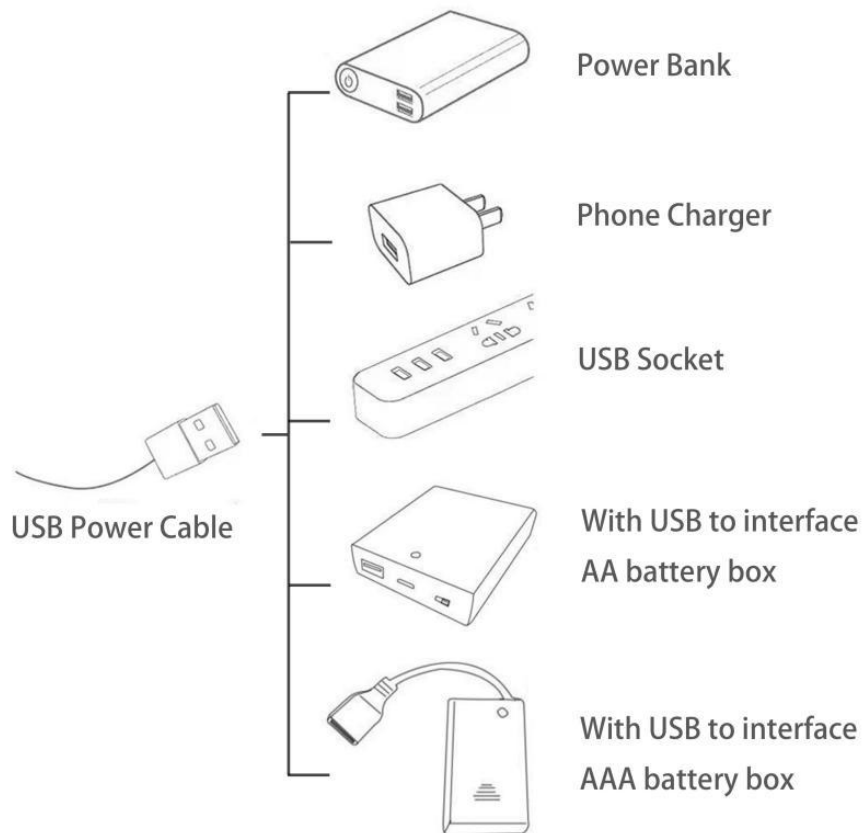 Power Bank
Phone Charger
USB Socket
USB Power Cable
With USB to interface
AA battery box
With USB to interface
AAA battery box